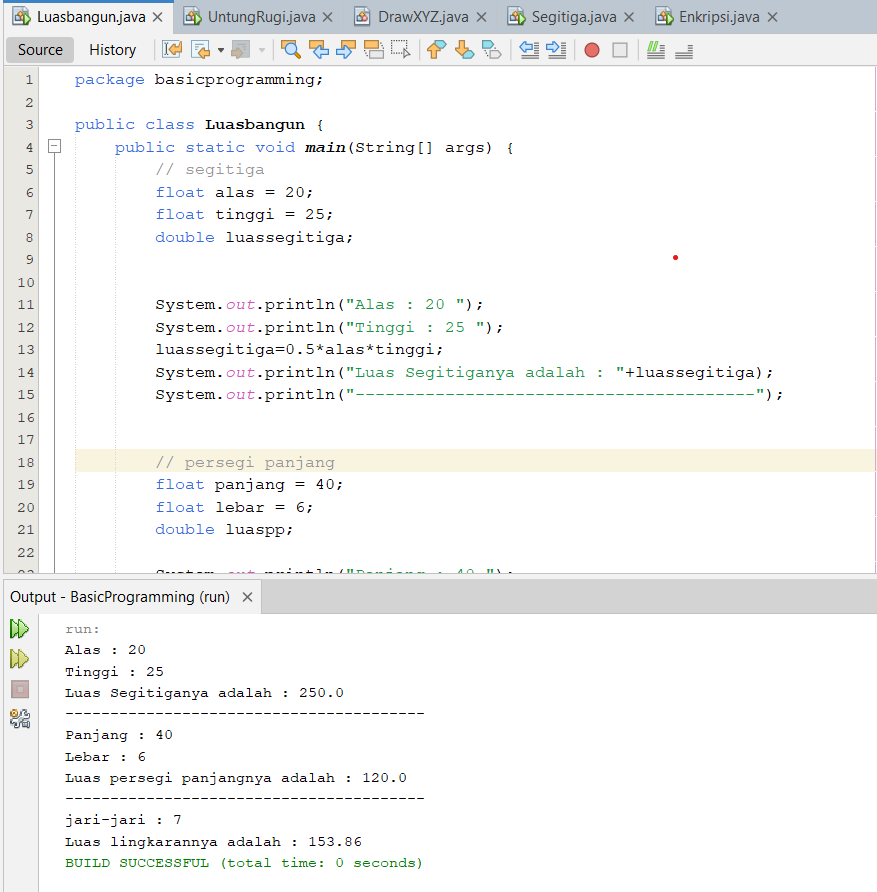 Luasbangun.java UntungRugi.java DrawXYZ.java Segitiga.java Enkripsi.java
Source History
1 package basicprogramming;
2
3 public class Luasbangun {
4 public static void main(String[] args) {
5 // segitiga
6 float alas = 20;
7 float tinggi = 25;
8 double luassegitiga;
9
10
11 System.out.println("Alas : 20 ");
12 System.out.println("Tinggi : 25 ");
13 luassegitiga=0.5*alas*tinggi;
14 System.out.println("Luas Segitiganya adalah : "+luassegitiga);
15 System.out.println("----------------------------------------");
16
17
18 // persegi panjang
19 float panjang = 40;
20 float lebar = 6;
21 double luaspp;
22
Output - BasicProgramming (run)
run:
Alas : 20
Tinggi : 25
Luas Segitiganya adalah : 250.0
----------------------------------------
Panjang : 40
Lebar : 6
Luas persegi panjangnya adalah : 120.0
----------------------------------------
jari-jari : 7
Luas lingkarannya adalah : 153.86
BUILD SUCCESSFUL (total time: 0 seconds)